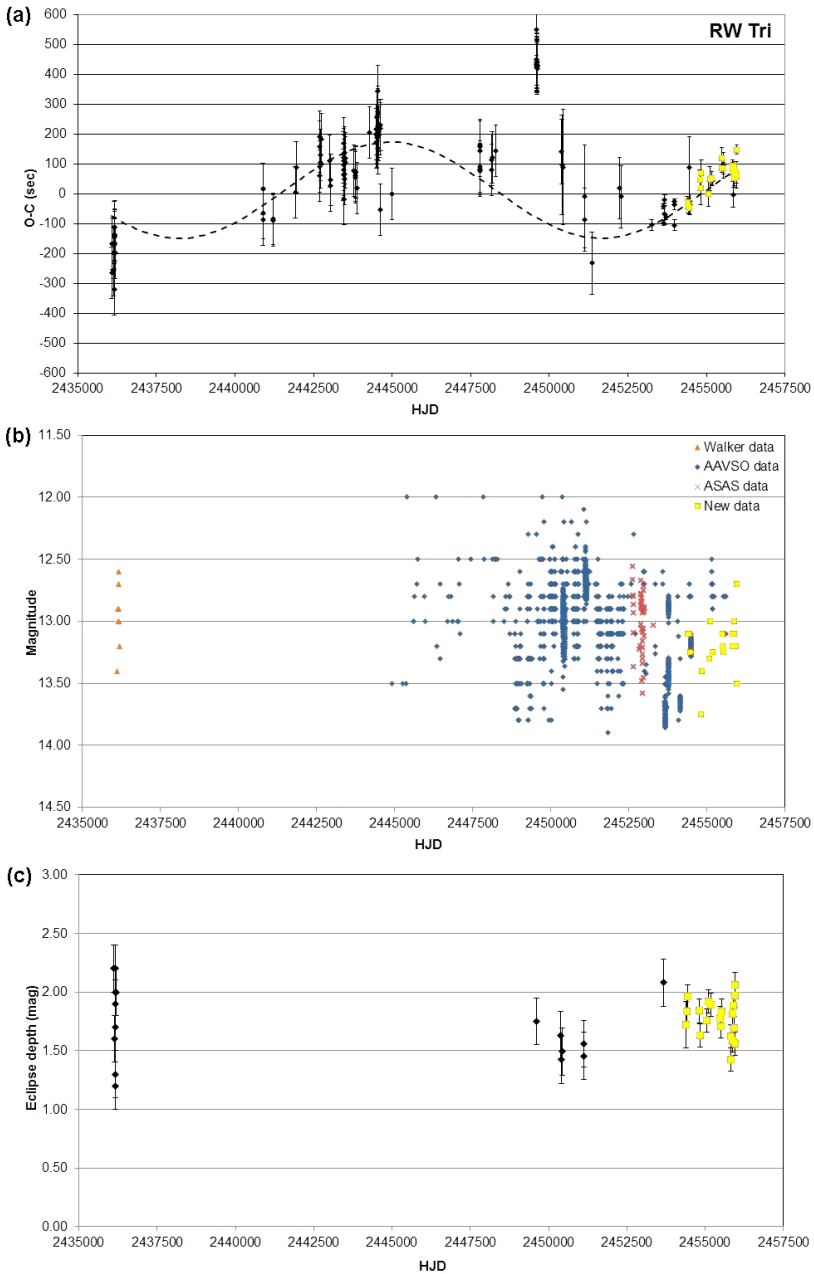 (a)
RW Tri
O-C (sec)
600
500
400
300
200
100
0
-100
-200
-300
-400
-500
-600
2435000 2437500 2440000 2442500 2445000 2447500 2450000 2452500 2455000 2457500
HJD
(b)
Magnitude
11.50
12.00
12.50
13.00
13.50
14.00
14.50
Walker data
AAVSO data
ASAS data
New data
2435000 2437500 2440000 2442500 2445000 2447500 2450000 2452500 2455000 2457500
HJD
(c)
Eclipse depth (mag)
3.00
2.50
2.00
1.50
1.00
0.50
0.00
2435000 2437500 2440000 2442500 2445000 2447500 2450000 2452500 2455000 2457500
HJD